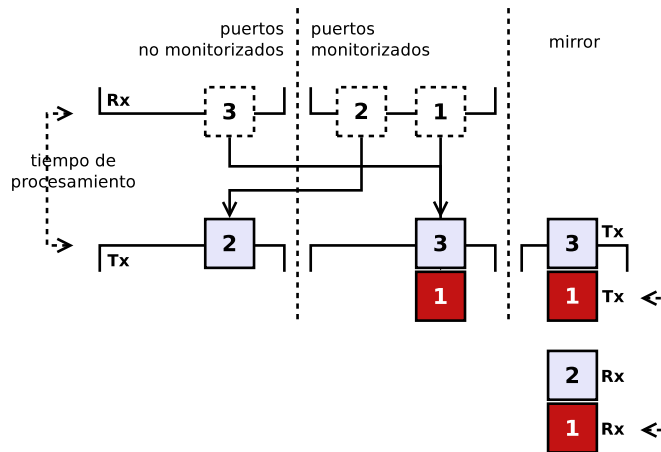 puertos
no monitorizados
puertos
monitorizados
mirror
Rx
3
2
1
tiempo de
procesamiento
Tx
2
3
3
Tx
1
1
Tx
2
Rx
1
Rx